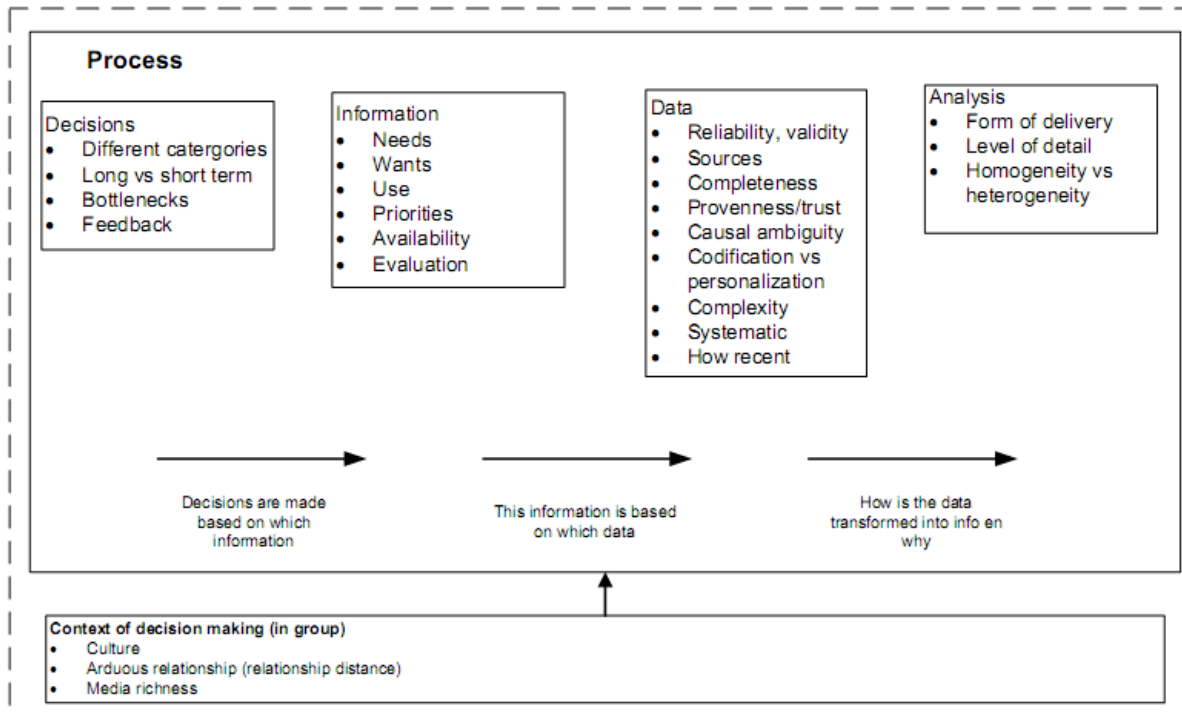 Process
Decisions
• Different catergories
• Long vs short term
• Bottlenecks
• Feedback
Information
• Needs
• Wants
• Use
• Priorities
• Availability
• Evaluation
Data
• Reliability, validity
• Sources
• Completeness
• Provenness/trust
• Causal ambiguity
• Codification vs
personalization
• Complexity
• Systematic
• How recent
Analysis
• Form of delivery
• Level of detail
• Homogeneity vs
heterogeneity
Decisions are made
based on which
information
This information is based
on which data
How is the data
transformed into info en
why
Context of decision making (in group)
• Culture
• Arduous relationship (relationship distance)
• Media richness